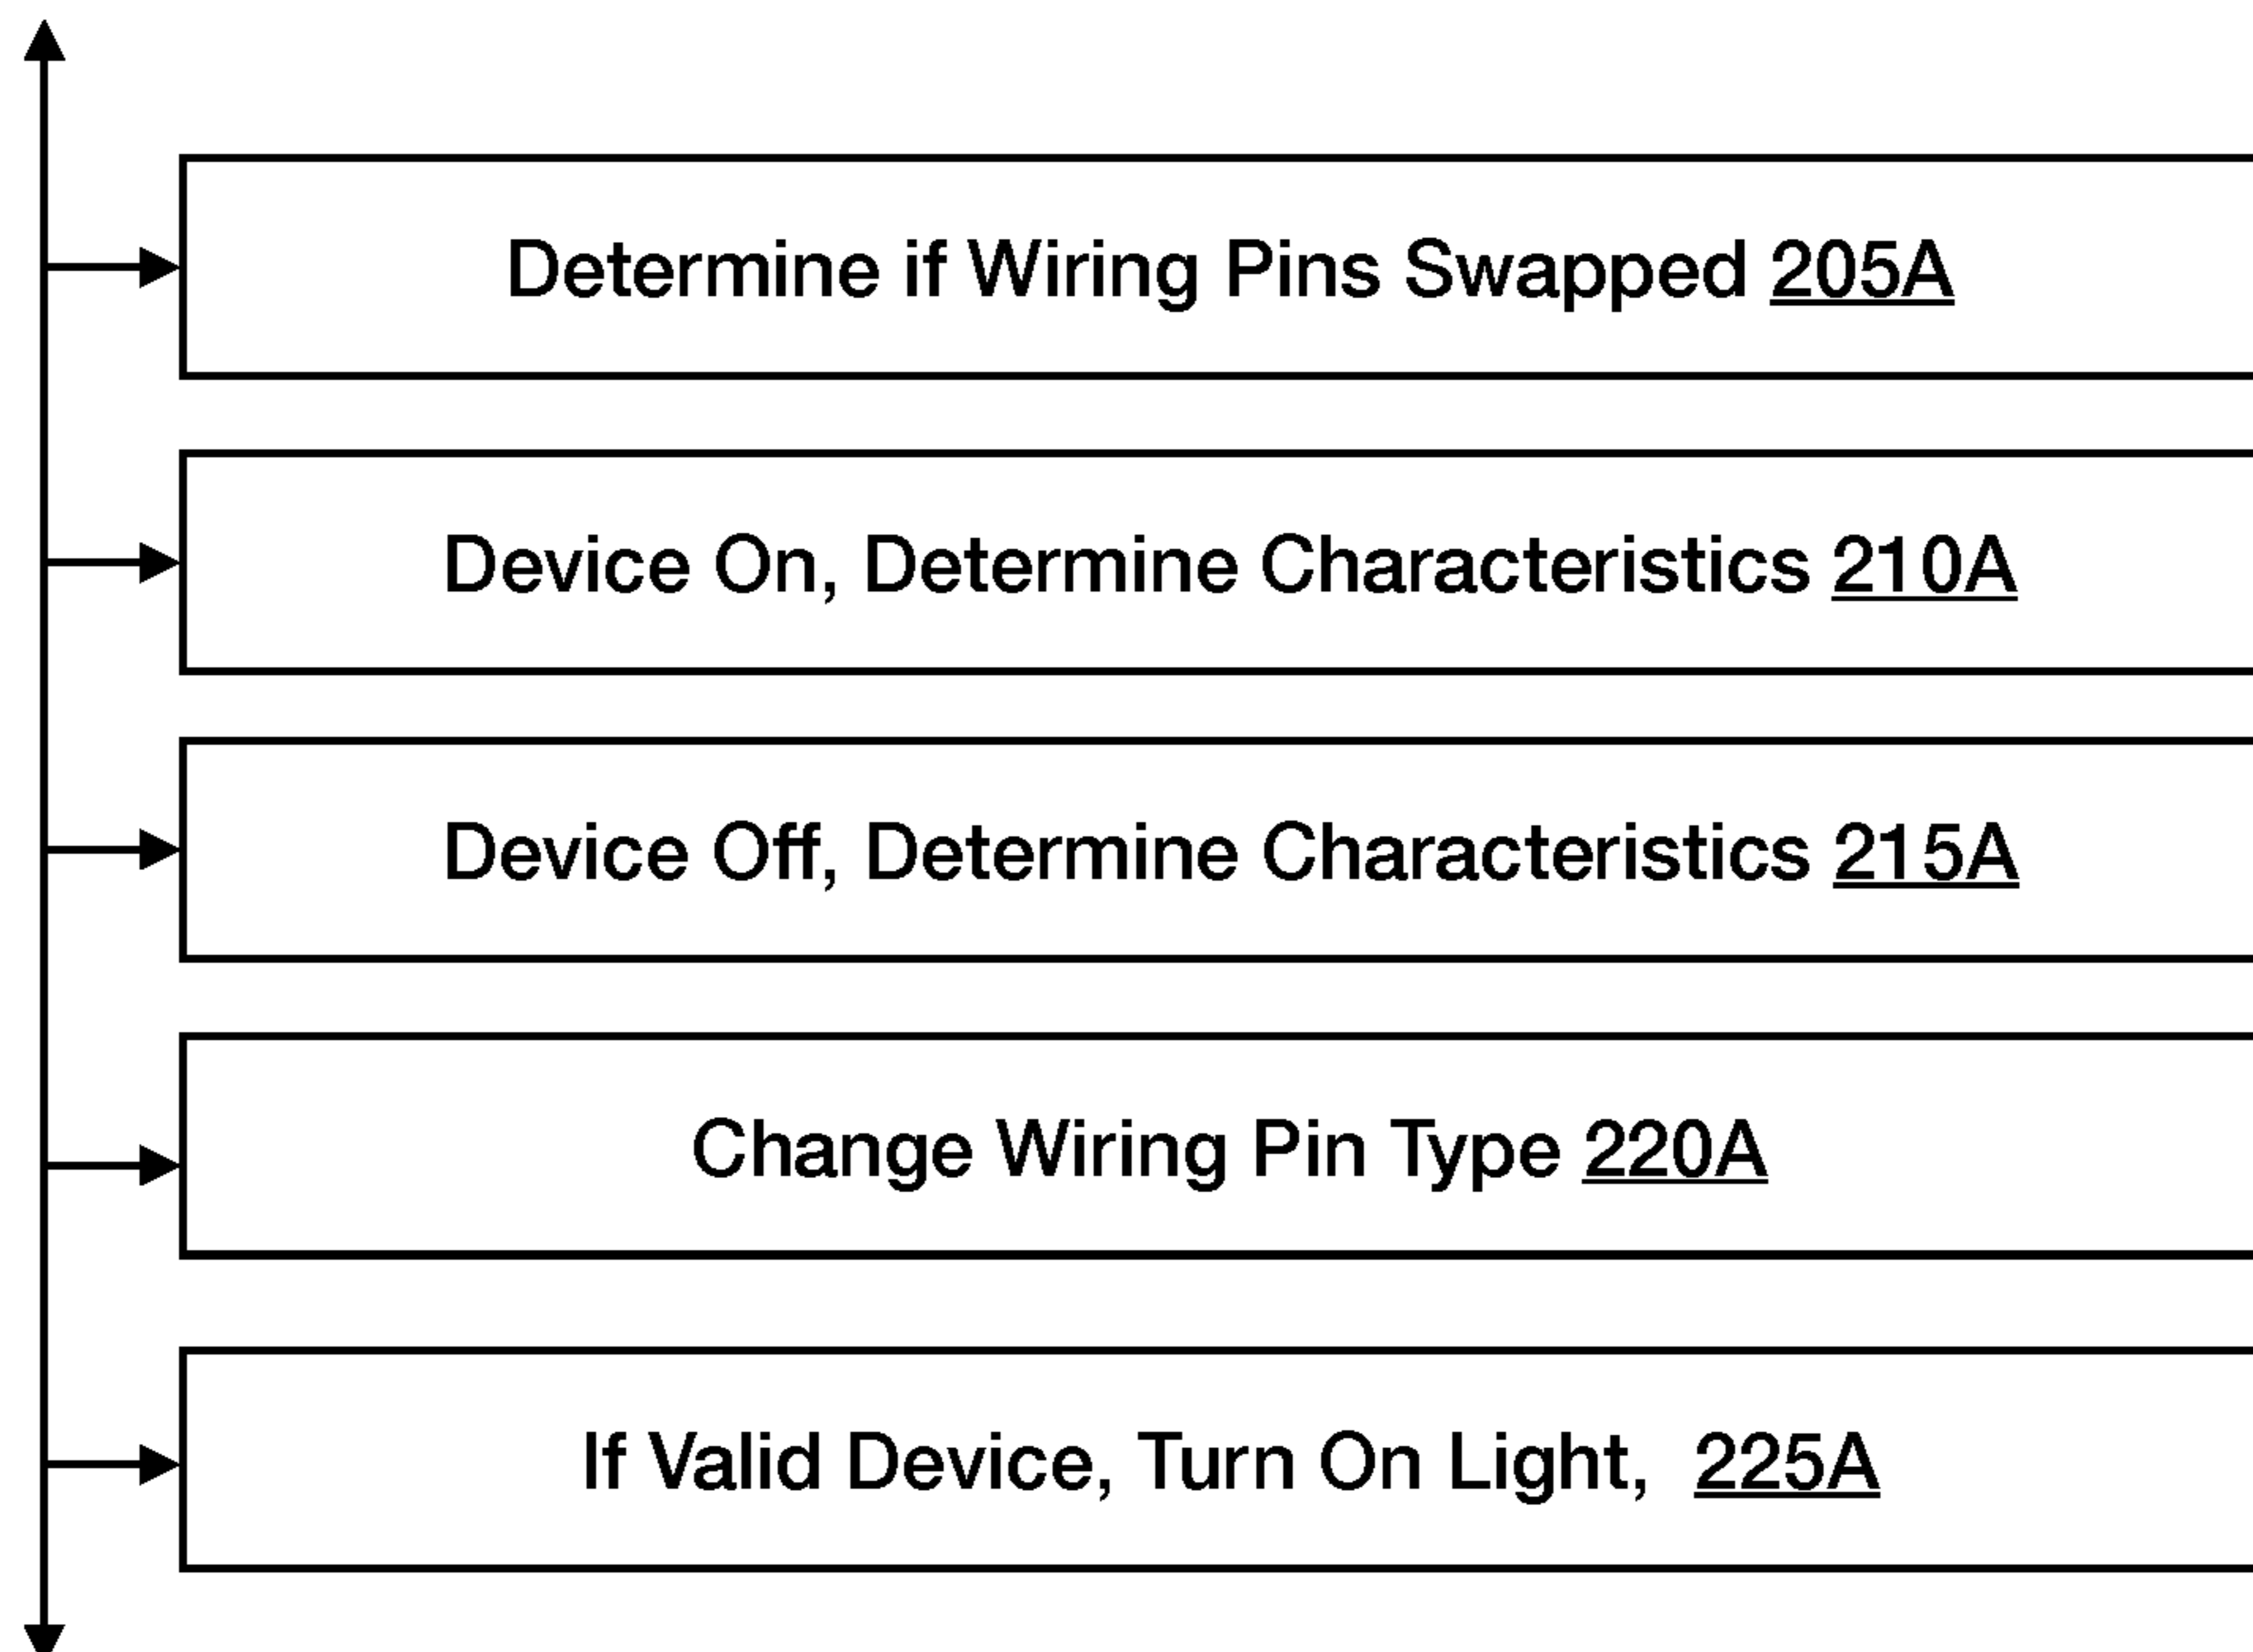 Determine if Wiring Pins Swapped 205A
Device On, Determine Characteristics 210A
Device Off, Determine Characteristics 215A
Change Wiring Pin Type 220A
If Valid Device, Turn On Light, 225A